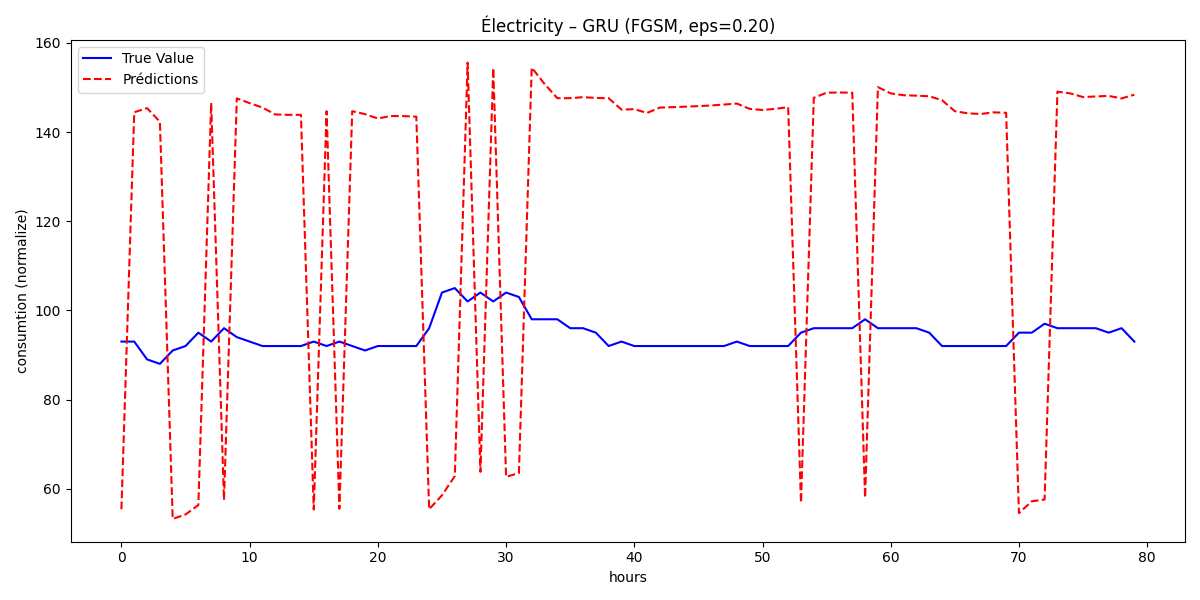 Électricity – GRU (FGSM, eps=0.20)
True Value
Prédictions
consumtion (normalize)
160
140
120
100
80
60
0 10 20 30 40 50 60 70 80
hours